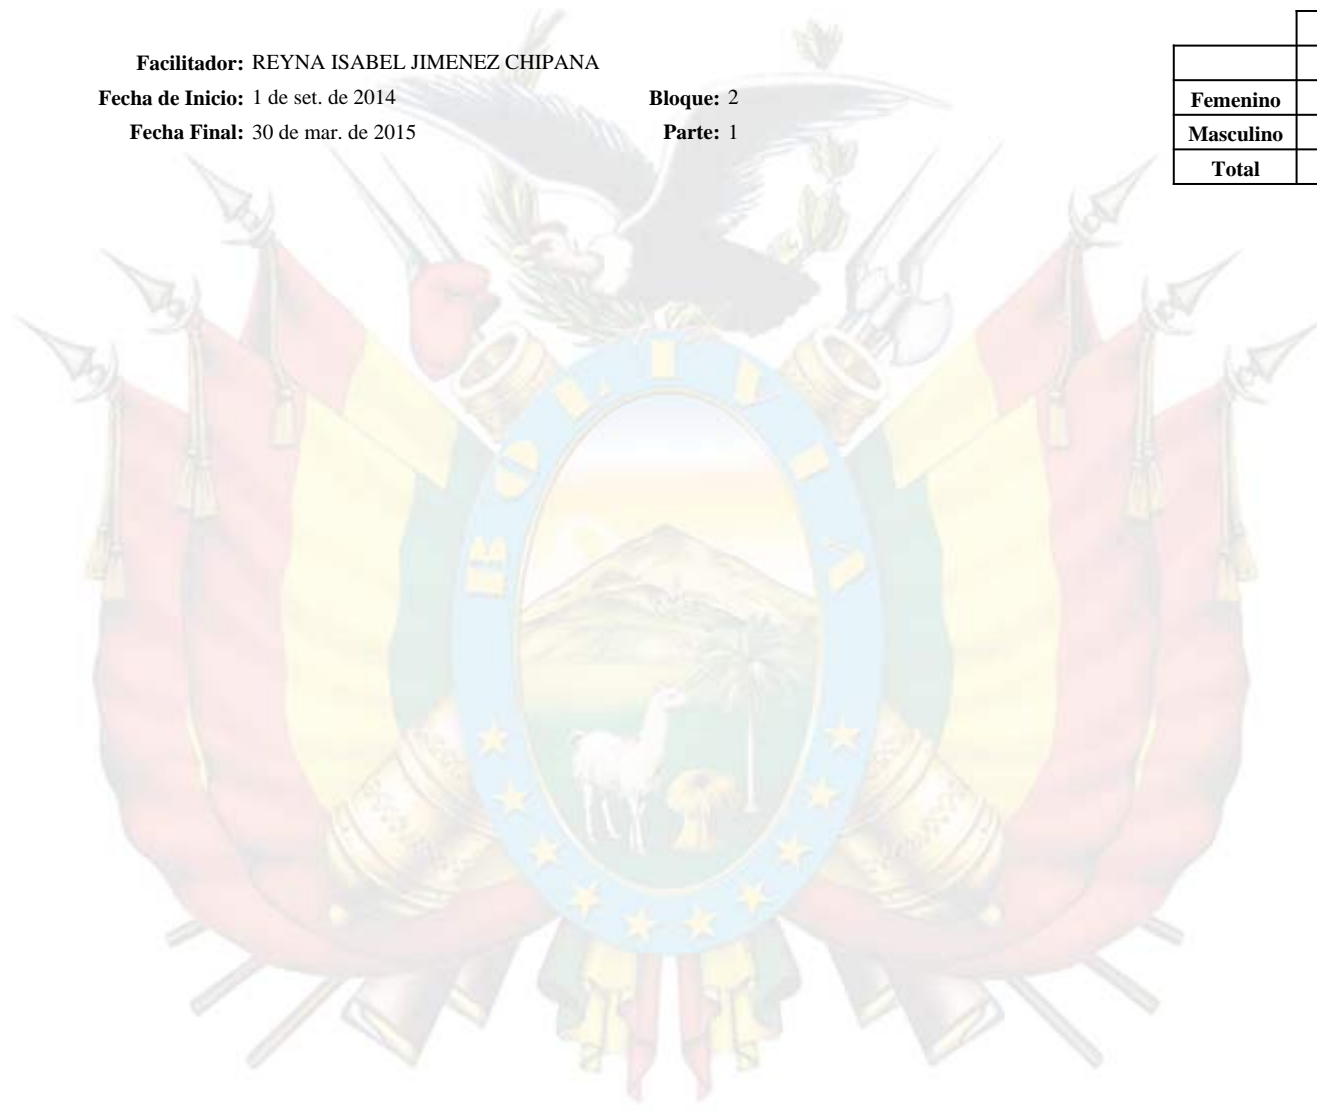 Facilitador: REYNA ISABEL JIMENEZ CHIPANA
Fecha de Inicio: 1 de set. de 2014 Bloque: 2
Fecha Final: 30 de mar. de 2015 Parte: 1
Femenino
Masculino
Total
BOLIVIA